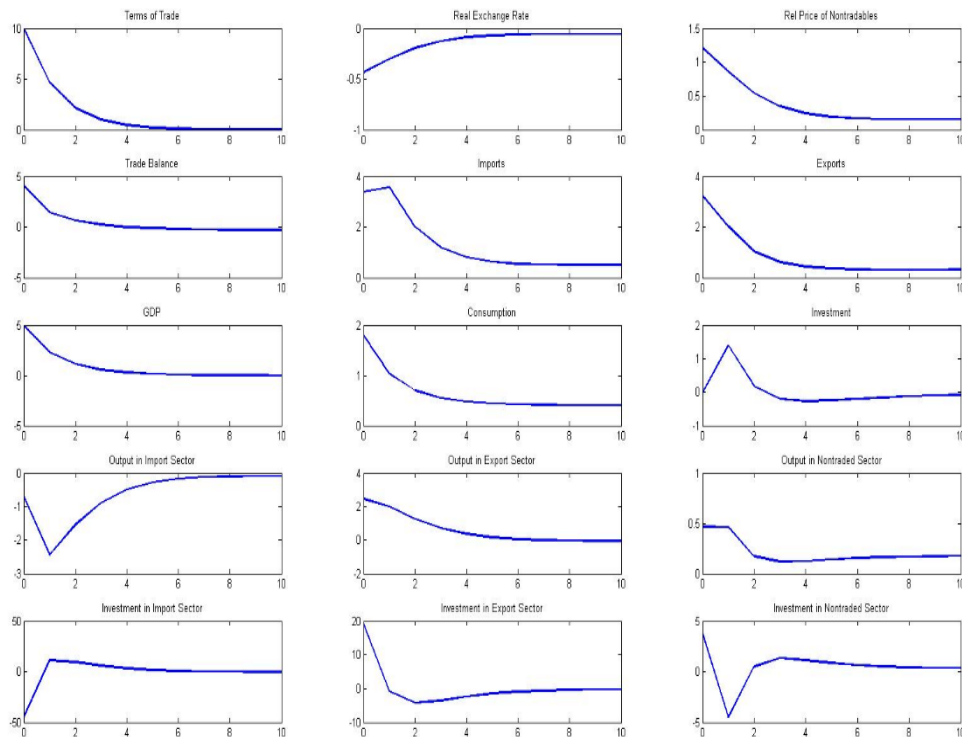 Terms of Trade
Real Exchange Rate
Rel Price of Nontradables
10
5
0
0 2 4 6 8 10
0
-0.5
-1
0 2 4 6 8 10
1.5
1
0.5
0
0 2 4 6 8 10
Trade Balance
Imports
Exports
5
0
-5
0 2 4 6 8 10
4
2
0
0 2 4 6 8 10
4
2
0
0 2 4 6 8 10
GDP
Consumption
Investment
5
0
-5
0 2 4 6 8 10
2
1
0
0 2 4 6 8 10
2
1
0
-1
0 2 4 6 8 10
Output in Import Sector
Output in Export Sector
Output in Nontraded Sector
0
-1
-2
-3
0 2 4 6 8 10
4
2
0
-2
0 2 4 6 8 10
1
0.5
0
0 2 4 6 8 10
Investment in Import Sector
Investment in Export Sector
Investment in Nontraded Sector
50
0
-50
0 2 4 6 8 10
20
10
0
-10
0 2 4 6 8 10
5
0
-5
0 2 4 6 8 10